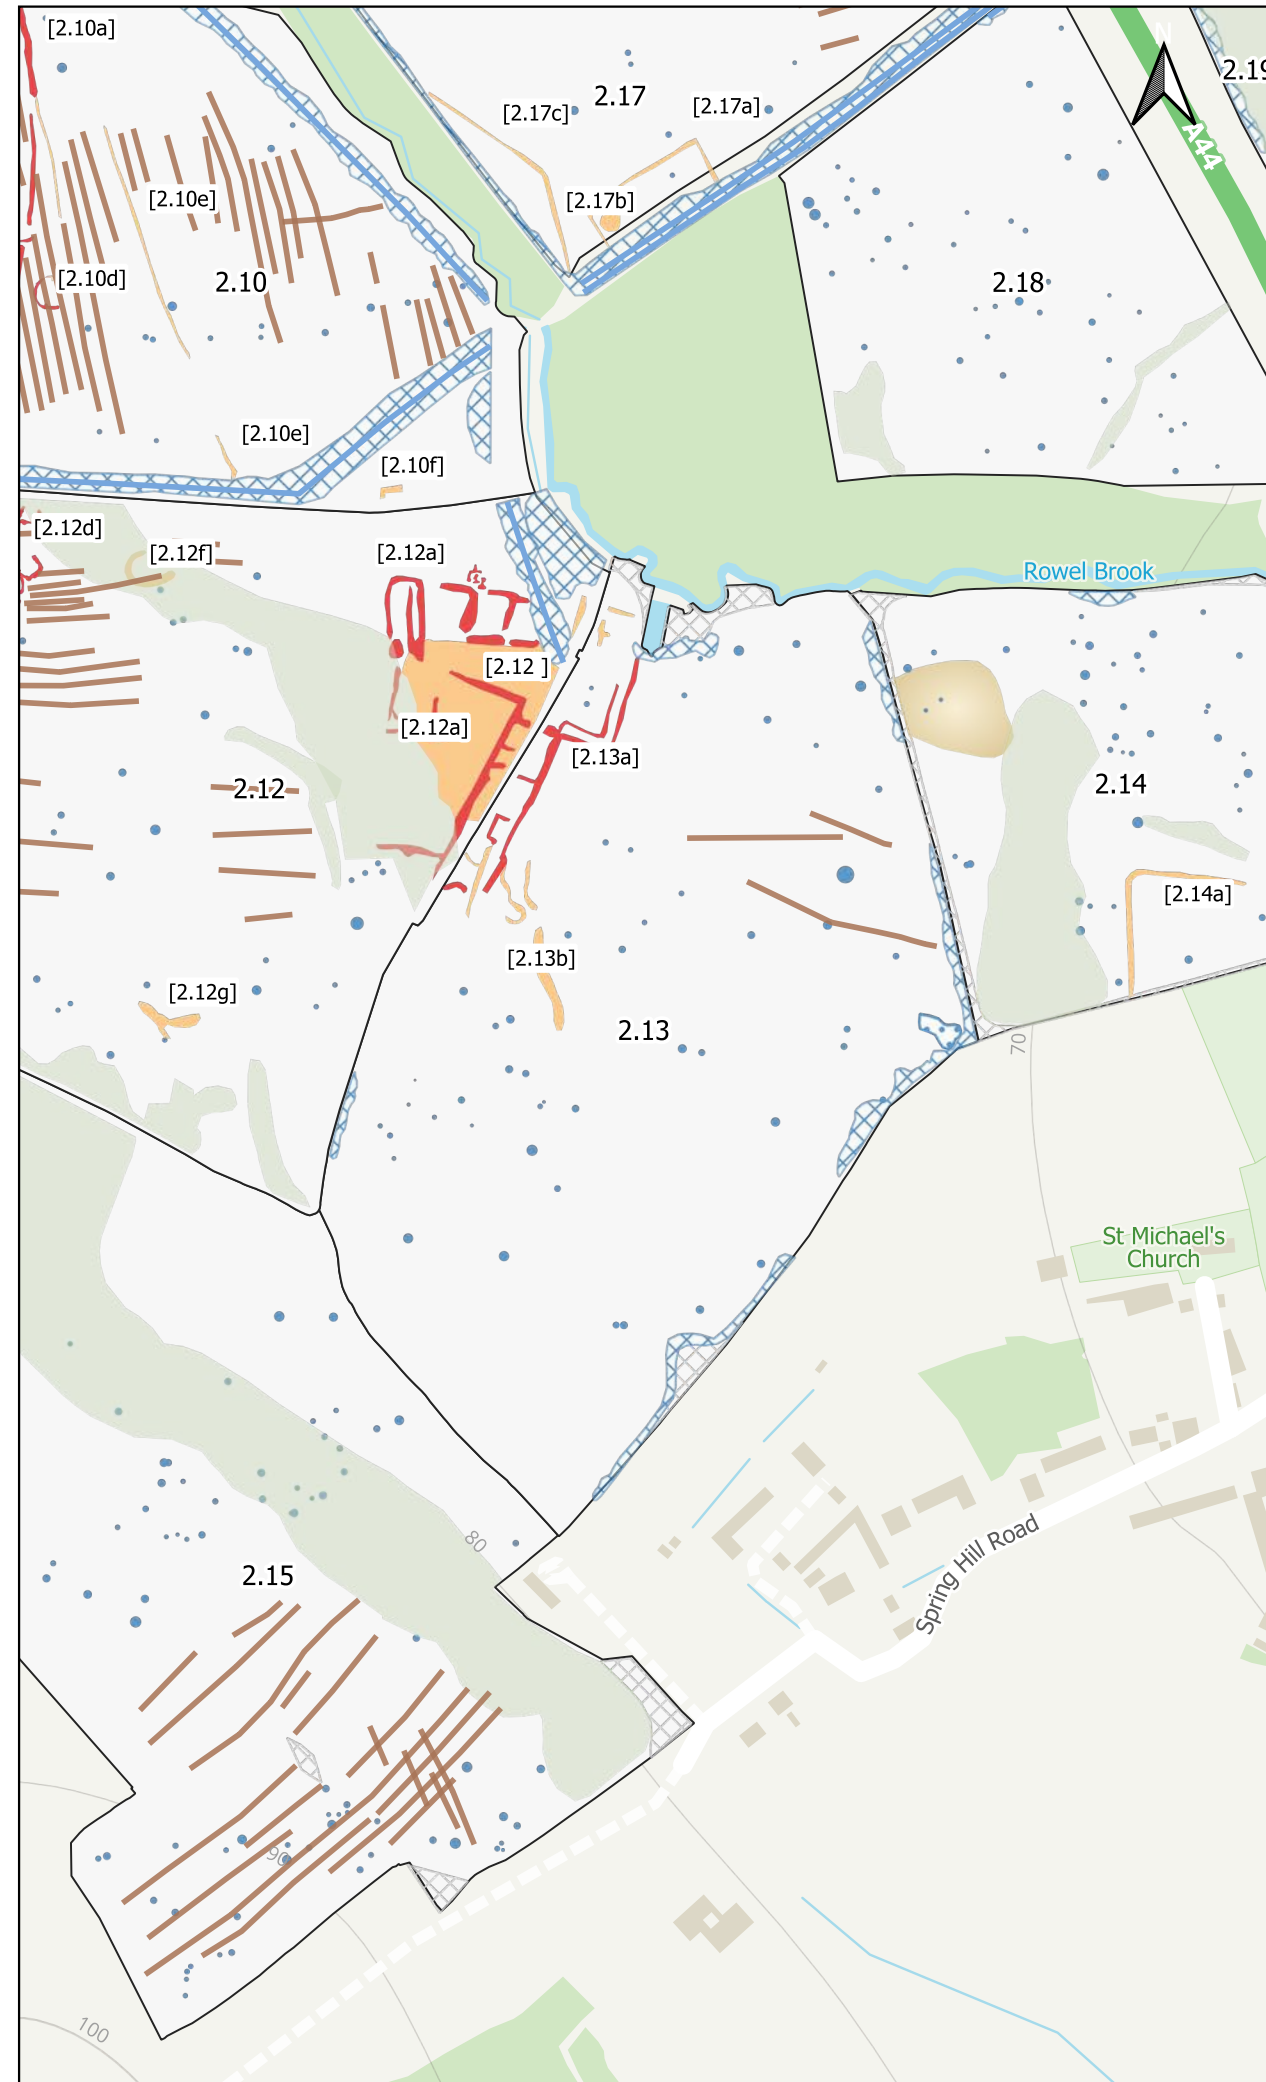 [2.10a]
N
2.19
2.17
[2.17c]
[2.17a]
A44
[2.10e]
[2.17b]
[2.10d]
2.10
2.18
[2.10e]
[2.10f]
[2.12d]
[2.12f]
[2.12a]
Rowel Brook
[2.12 ]
[2.12a]
[2.13a]
2.12
2.14
[2.14a]
[2.13b]
[2.12g]
2.13
70
St Michael's
Church
80
Spring Hill Road
2.15
90
100